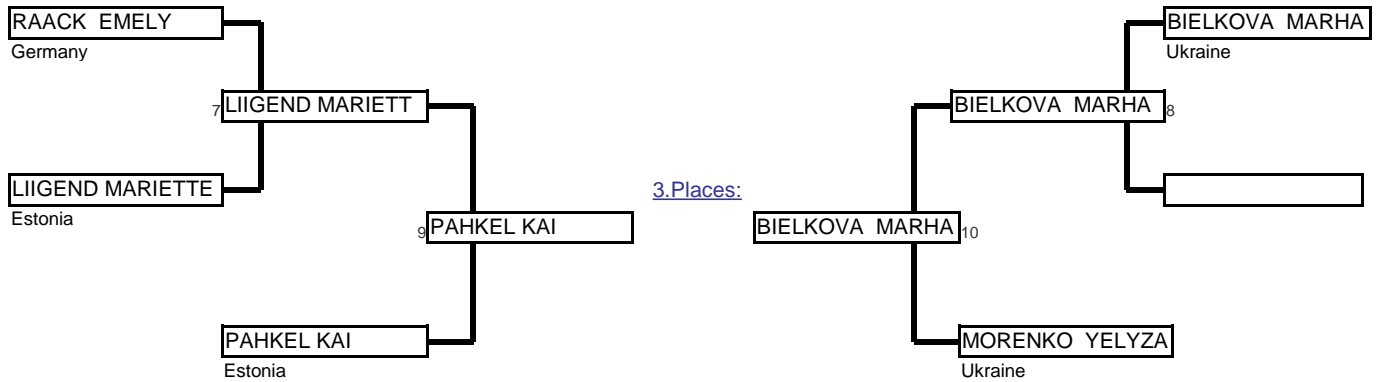 RAACK EMELY
Germany
7 LIIGEND MARIETT
LIIGEND MARIETTE
Estonia
9 PAHKEL KAI
PAHKEL KAI
Estonia
3.Places:
BIELKOVA MARHA
Ukraine
BIELKOVA MARHA 8
BIELKOVA MARHA 10
MORENKO YELYZA
Ukraine